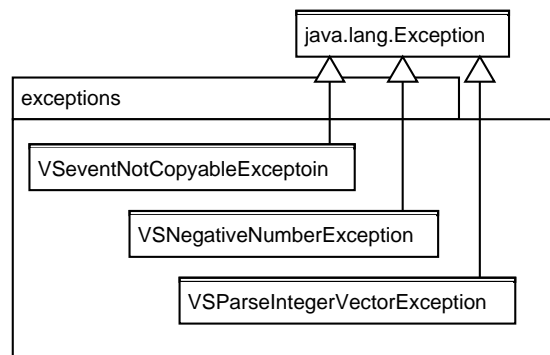 java.lang.Exception
exceptions
VSeventNotCopyableExceptoin
VSNegativeNumberException
VSParseIntegerVectorException